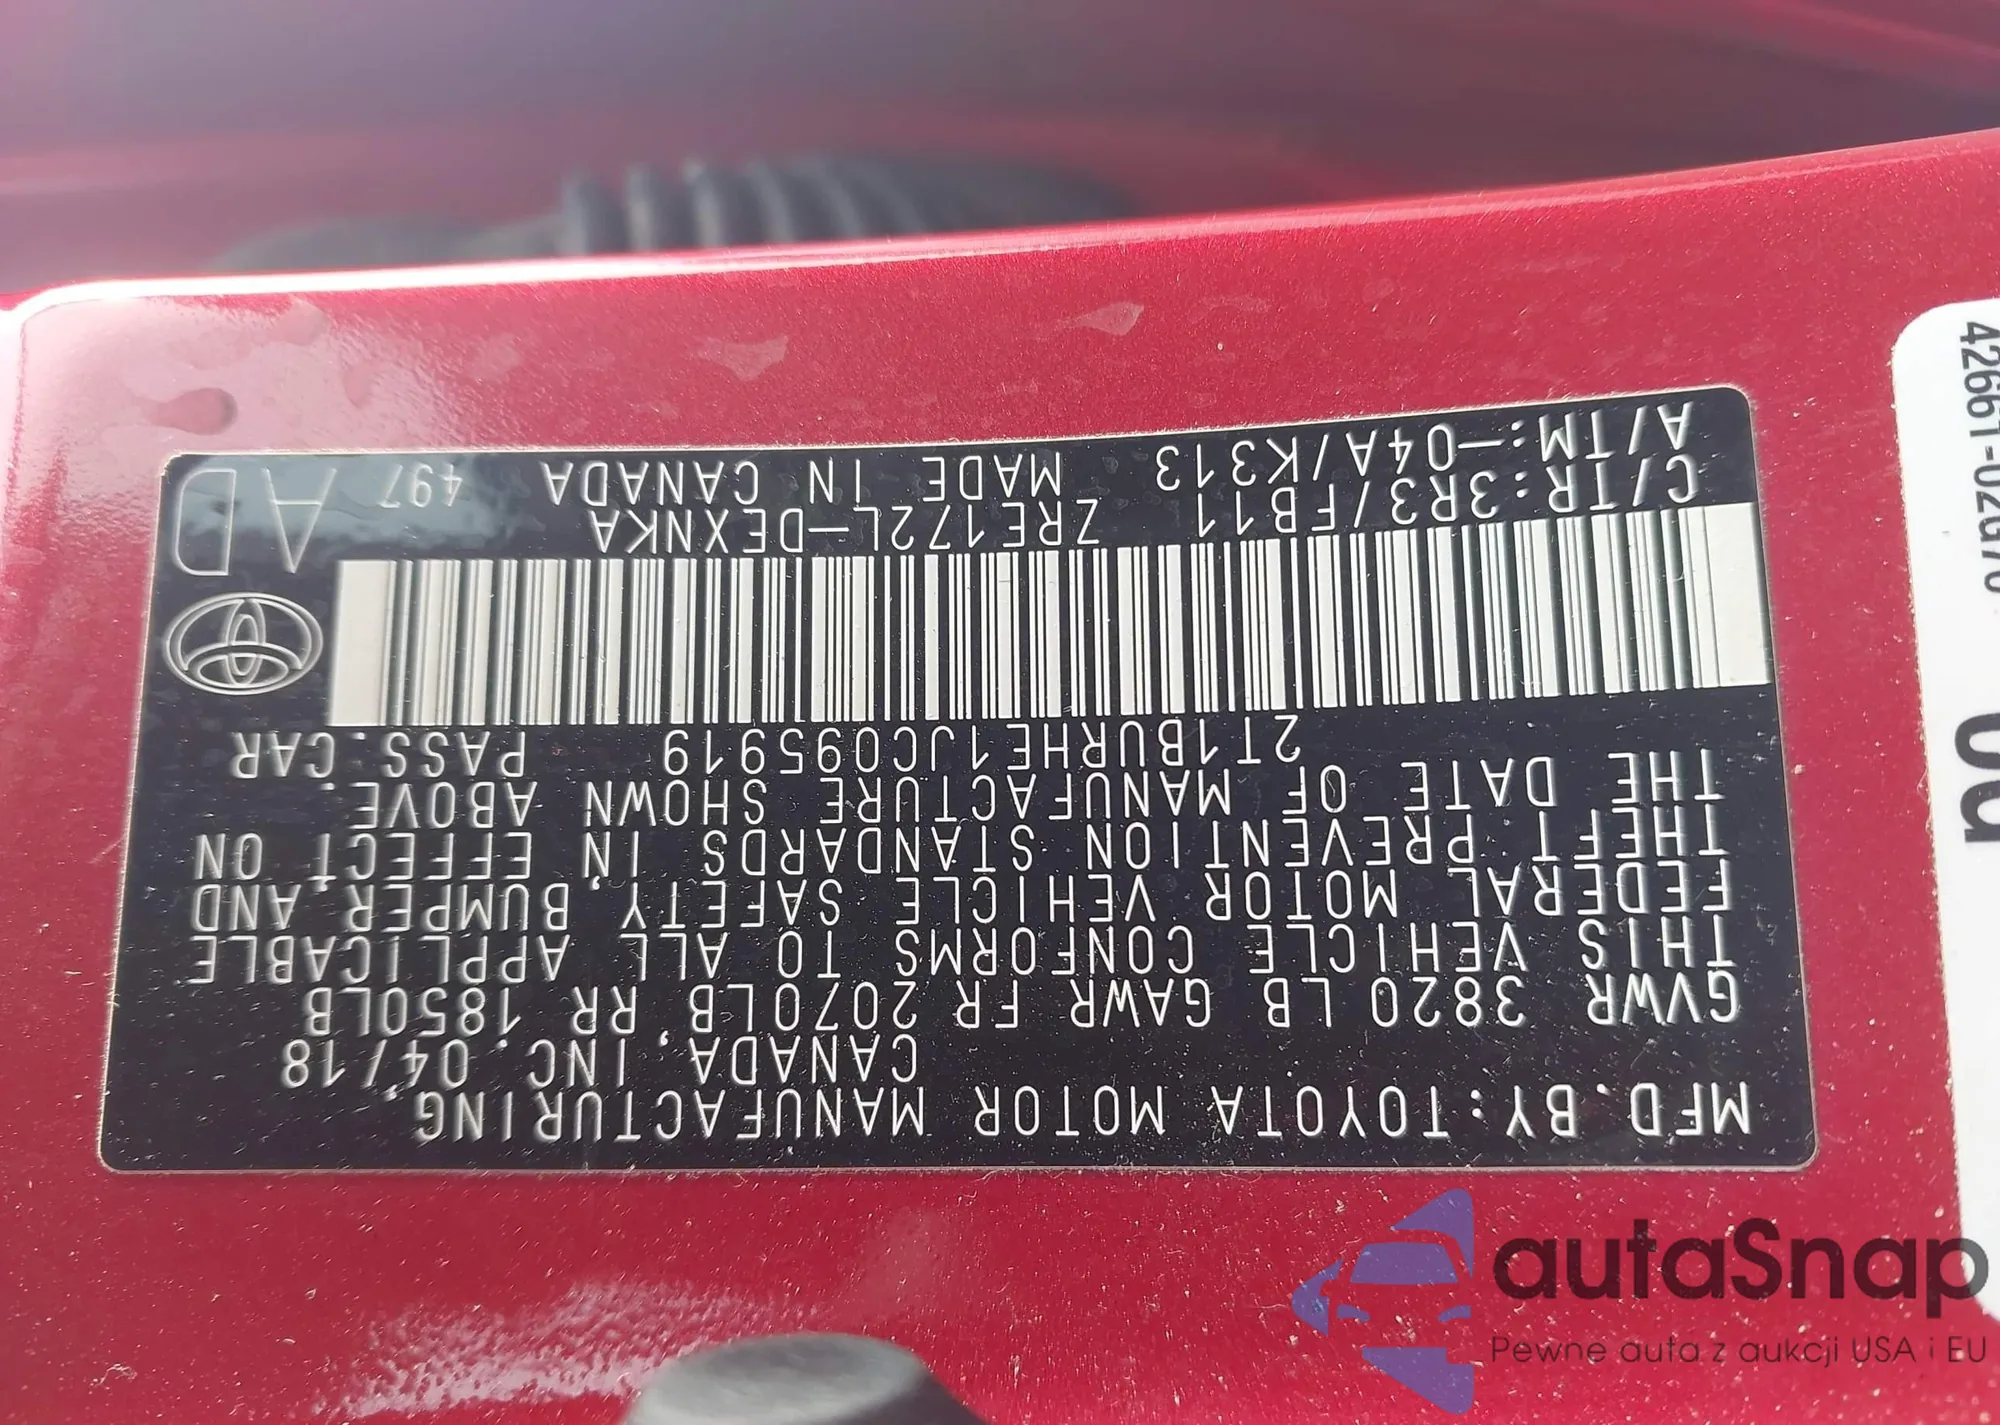 MFD.BY:TOYOTA MOTOR MANUFACTURING,
CANADA, INC. 04/18
GVWR 3820 LB GAWR FR 2070LB, RR 1850LB
THIS VEHICLE CONFORMS TO ALL APPLICABLE
FEDERAL MOTOR VEHICLE SAFETY, BUMPER, AND
THEFT PREVENTION STANDARDS IN EFFECT ON
THE DATE OF MANUFACTURE SHOWN ABOVE.
2T1BURHE1JC095919 PASS.CAR
C/TR:3R3/FB11 ZRE172L-DEXNKA
A/TM:-04A/K313 MADE IN CANADA 497
AD
42661-02G70
autaSnap
Pewne auta z aukcji USA i EU